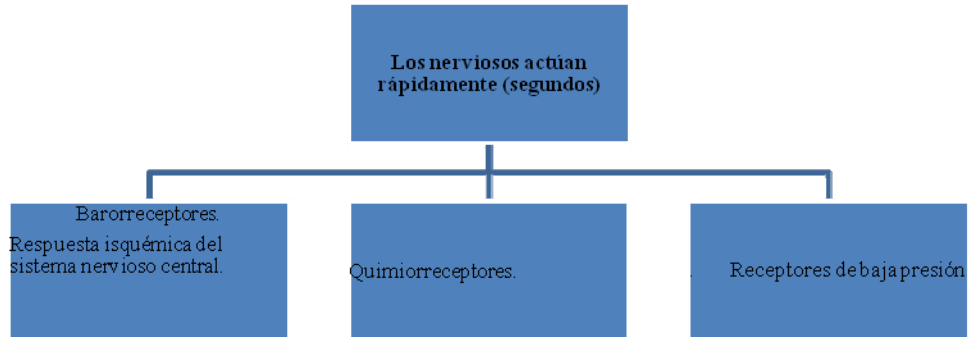 Los nerviosos actúan
rápidamente (segundos)
Barorreceptores.
Respuesta isquémica del
sistema nervioso central.
Quimiorreceptores.
. Receptores de baja presión